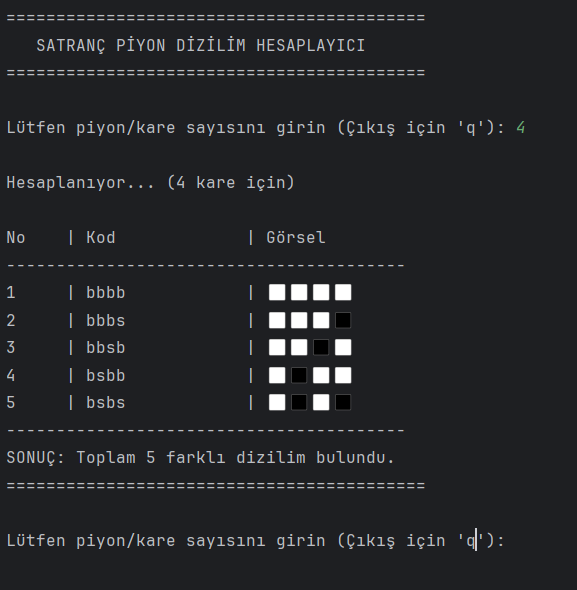 ==========================================
SATRANÇ PİYON DİZİLİM HESAPLAYICI
==========================================
Lütfen piyon/kare sayısını girin (Çıkış için 'q'): 4
Hesaplanıyor... (4 kare için)
No | Kod | Görsel
----------------------------------------
1 | bbbb | ⬜⬜⬜⬜
2 | bbbs | ⬜⬜⬜⬛
3 | bbsb | ⬜⬜⬛⬜
4 | bsbb | ⬜⬛⬜⬜
5 | bsbs | ⬜⬛⬜⬛
----------------------------------------
SONUÇ: Toplam 5 farklı dizilim bulundu.
==========================================
Lütfen piyon/kare sayısını girin (Çıkış için 'q'):